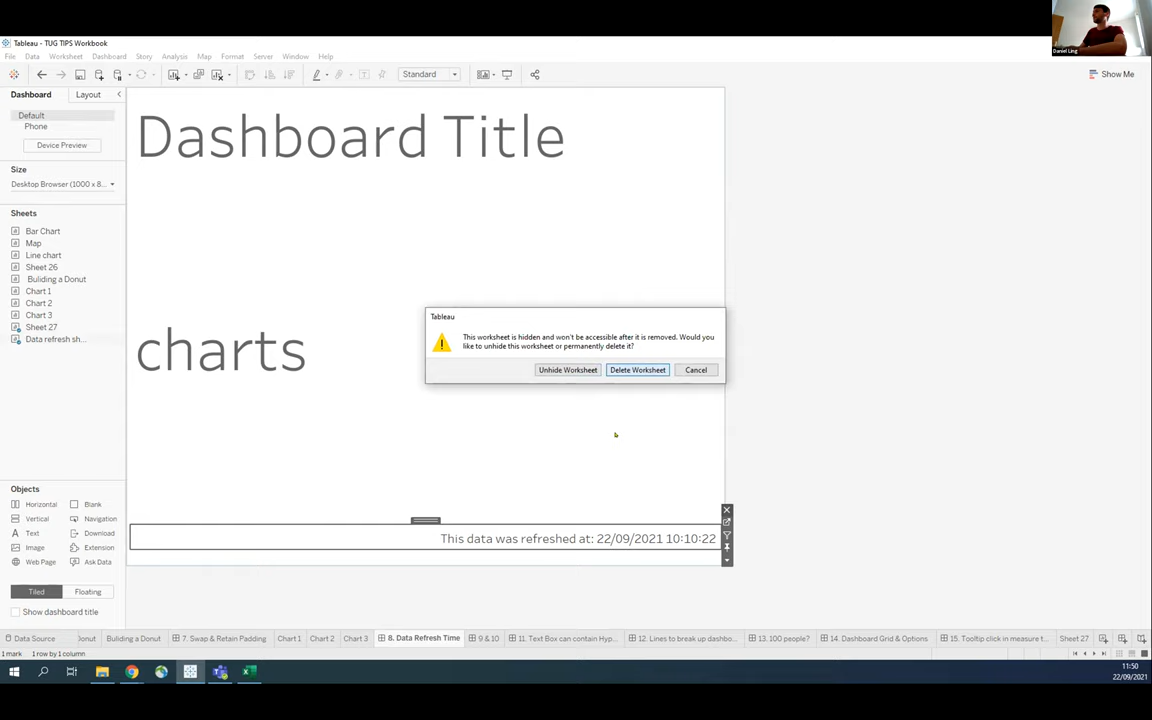 Daniel Ling
Tableau - TUG TIPS Workbook
File Data Worksheet Dashboard Story Analysis Map Format Server Window Help
Standard
Show Me
Dashboard Layout
Default
Phone
Device Preview
Size
Desktop Browser (1000 x 8...
Sheets
Bar Chart
Map
Line chart
Sheet 26
Buliding a Donut
Chart 1
Chart 2
Chart 3
Sheet 27
Data refresh sh...
Dashboard Title
charts
Tableau
This worksheet is hidden and won't be accessible after it is removed. Would you
like to unhide this worksheet or permanently delete it?
Unhide Worksheet Delete Worksheet Cancel
This data was refreshed at: 22/09/2021 10:10:22
Objects
Horizontal Blank
Vertical Navigation
Text Download
Image Extension
Web Page Ask Data
Tiled Floating
Show dashboard title
Data Source Donut Buliding a Donut 7. Swap & Retain Padding Chart 1 Chart 2 Chart 3 8. Data Refresh Time 9 & 10 11. Text Box can contain Hyp... 12. Lines to break up dashbo... 13. 100 people? 14. Dashboard Grid & Options 15. Tooltip click in measure t... Sheet 27
1 mark 1 row by 1 column
11:50
22/09/2021